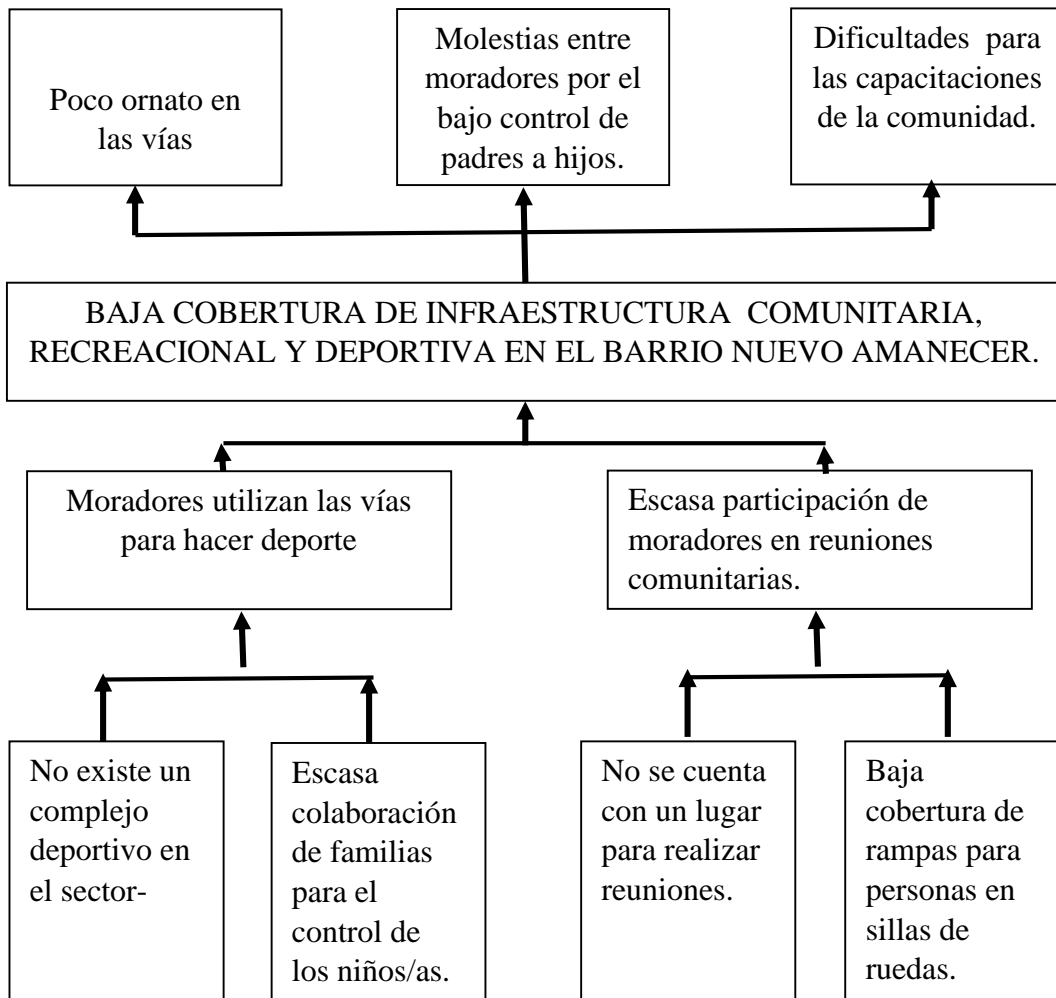 Poco ornato en
las vías
Molestias entre
moradores por el
bajo control de
padres a hijos.
Dificultades para
las capacitaciones
de la comunidad.
BAJA COBERTURA DE INFRAESTRUCTURA COMUNITARIA,
RECREACIONAL Y DEPORTIVA EN EL BARRIO NUEVO AMANECER.
Moradores utilizan las vías
para hacer deporte
Escasa participación de
moradores en reuniones
comunitarias.
No existe un
complejo
deportivo en
el sector-
Escasa
colaboración
de familias
para el
control de
los niños/as.
No se cuenta
con un lugar
para realizar
reuniones.
Baja
cobertura de
rampas para
personas en
sillas de
ruedas.